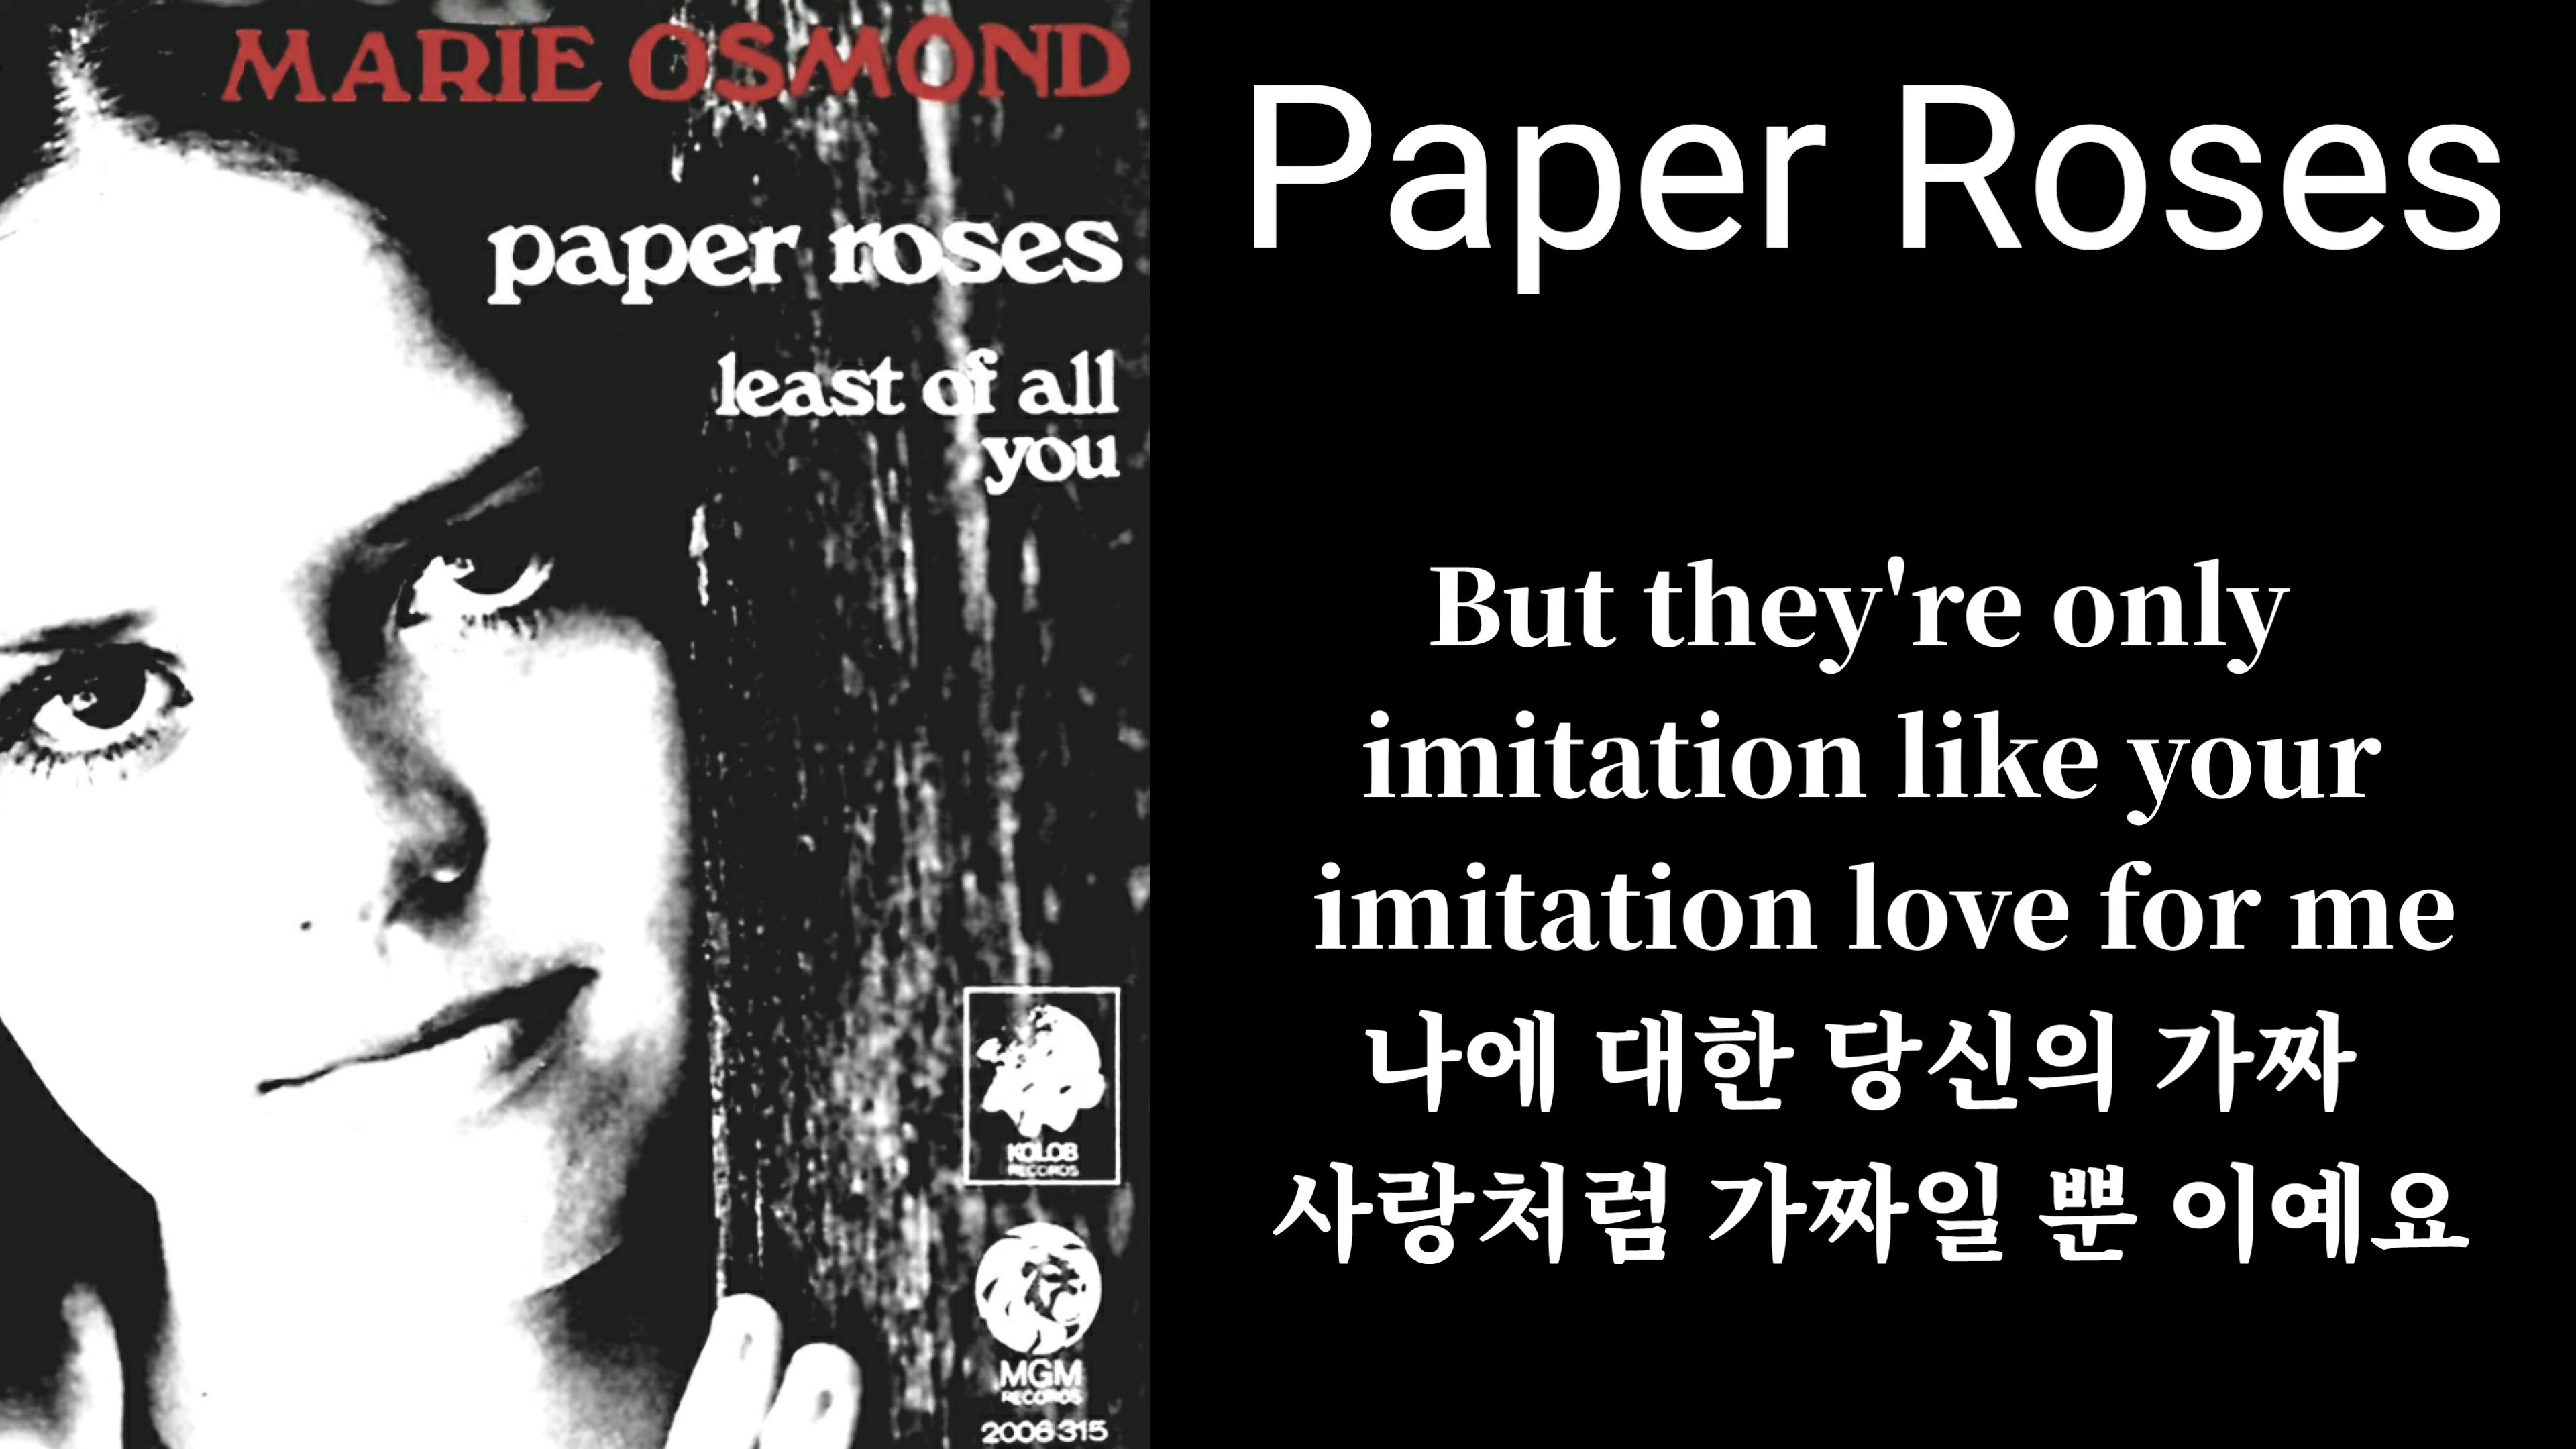 MARIE OSMOND
paper roses
least of all
you
KOLOB
RECORDS
MGM
RECORDS
2006 315
Paper Roses
But they're only
imitation like your
imitation love for me
나에 대한 당신의 가짜
사랑처럼 가짜일 뿐 이예요